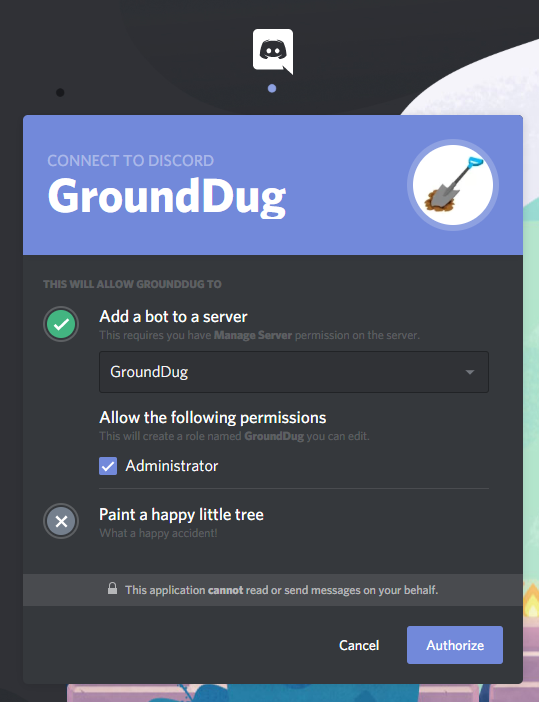 CONNECT TO DISCORD
GroundDug
THIS WILL ALLOW GROUNDDUG TO
Add a bot to a server
This requires you have Manage Server permission on the server.
GroundDug
Allow the following permissions
This will create a role named GroundDug you can edit.
Administrator
Paint a happy little tree
What a happy accident!
This application cannot read or send messages on your behalf.
Cancel
Authorize